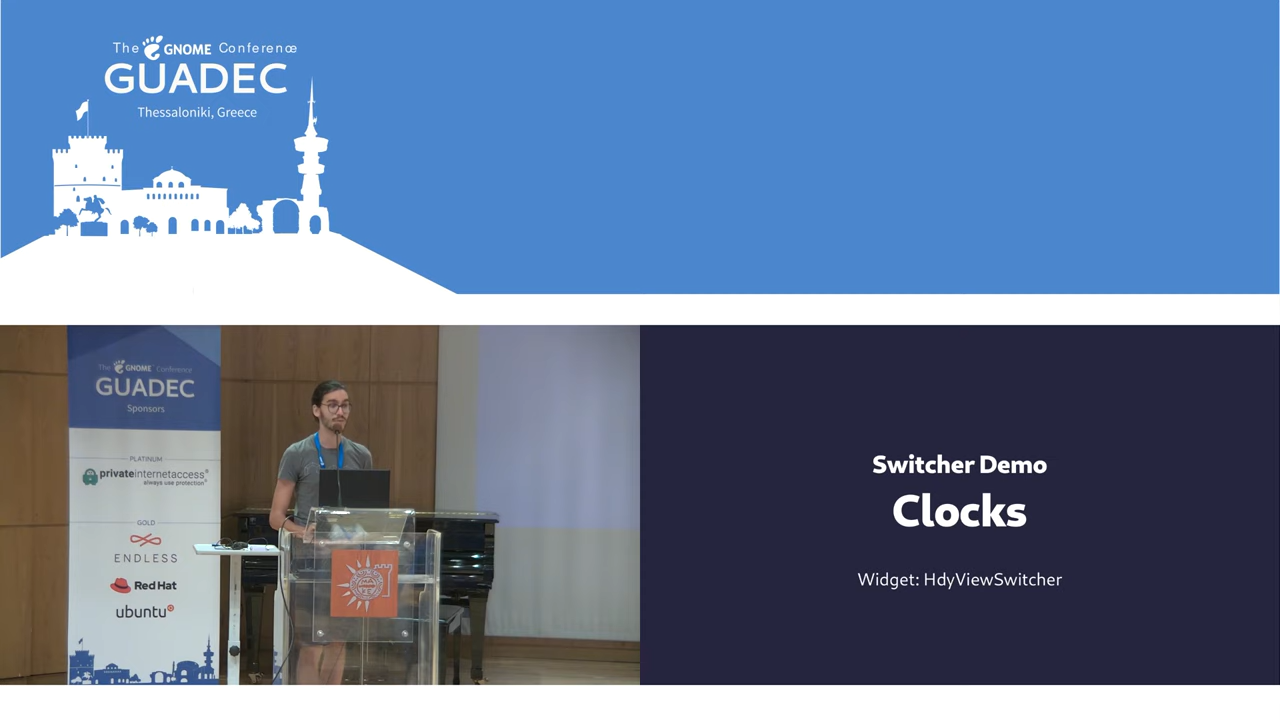 The GNOME Conference
GUADEC
Thessaloniki, Greece
The GNOME Conference
GUADEC
Sponsors
PLATINUM
privateinternetaccess®
always use protection®
GOLD
ENDLESS
Red Hat
ubuntu
Switcher Demo
Clocks
Widget: HdyViewSwitcher